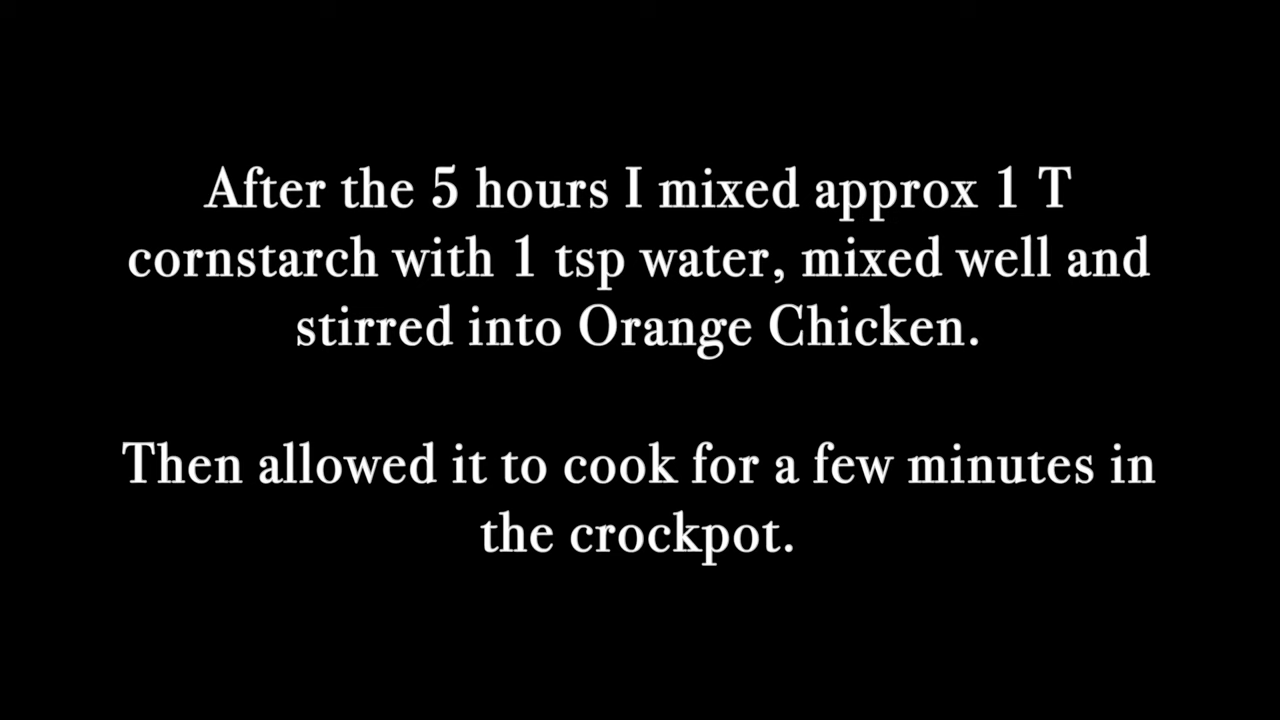 After the 5 hours I mixed approx 1 T
cornstarch with 1 tsp water, mixed well and
stirred into Orange Chicken.
Then allowed it to cook for a few minutes in
the crockpot.